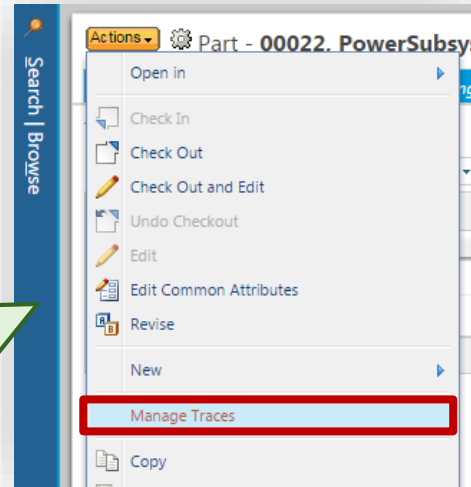 Search | Browse
Actions
Part - 00022, PowerSubsys
Open in
Check In
Check Out
Check Out and Edit
Undo Checkout
Edit
Edit Common Attributes
Revise
New
Manage Traces
Copy